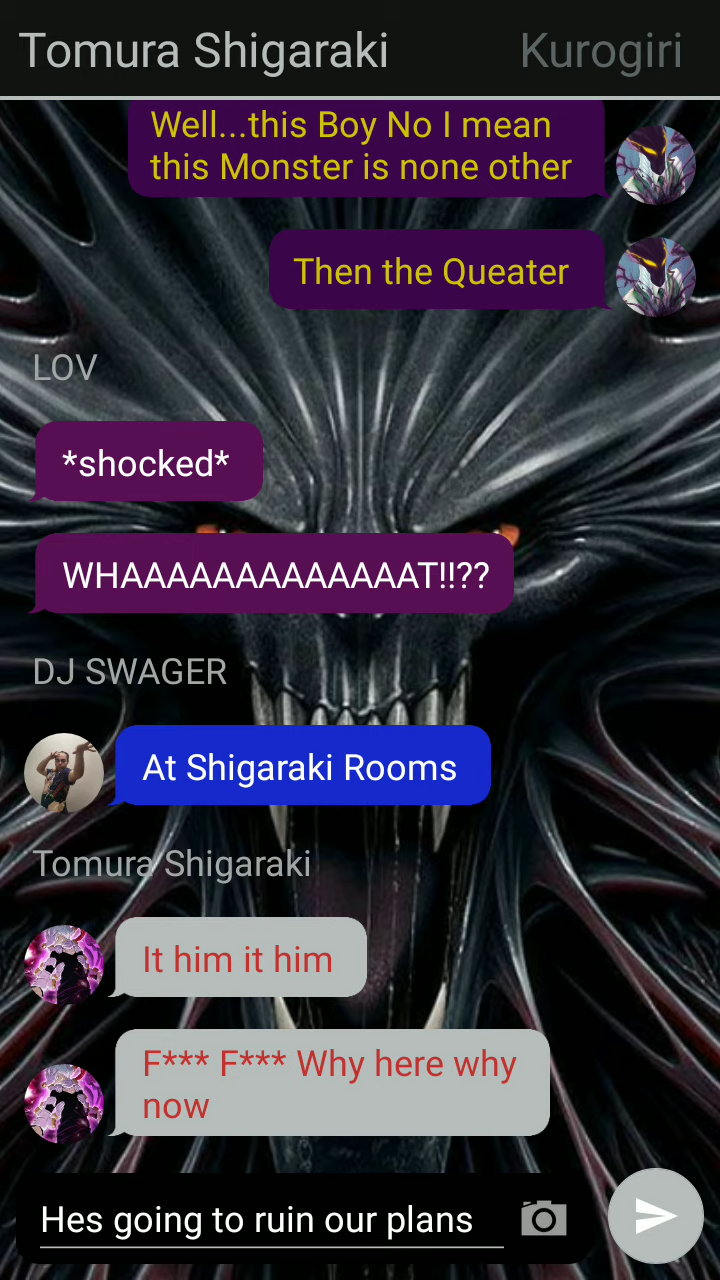 Tomura Shigaraki
Kurogiri
Well...this Boy No I mean
this Monster is none other
Then the Queater
LOV
*shocked*
WHAAAAAAAAAAAAAT!!??
DJ SWAGER
At Shigaraki Rooms
Tomura Shigaraki
It him it him
F*** F*** Why here why
now
Hes going to ruin our plans